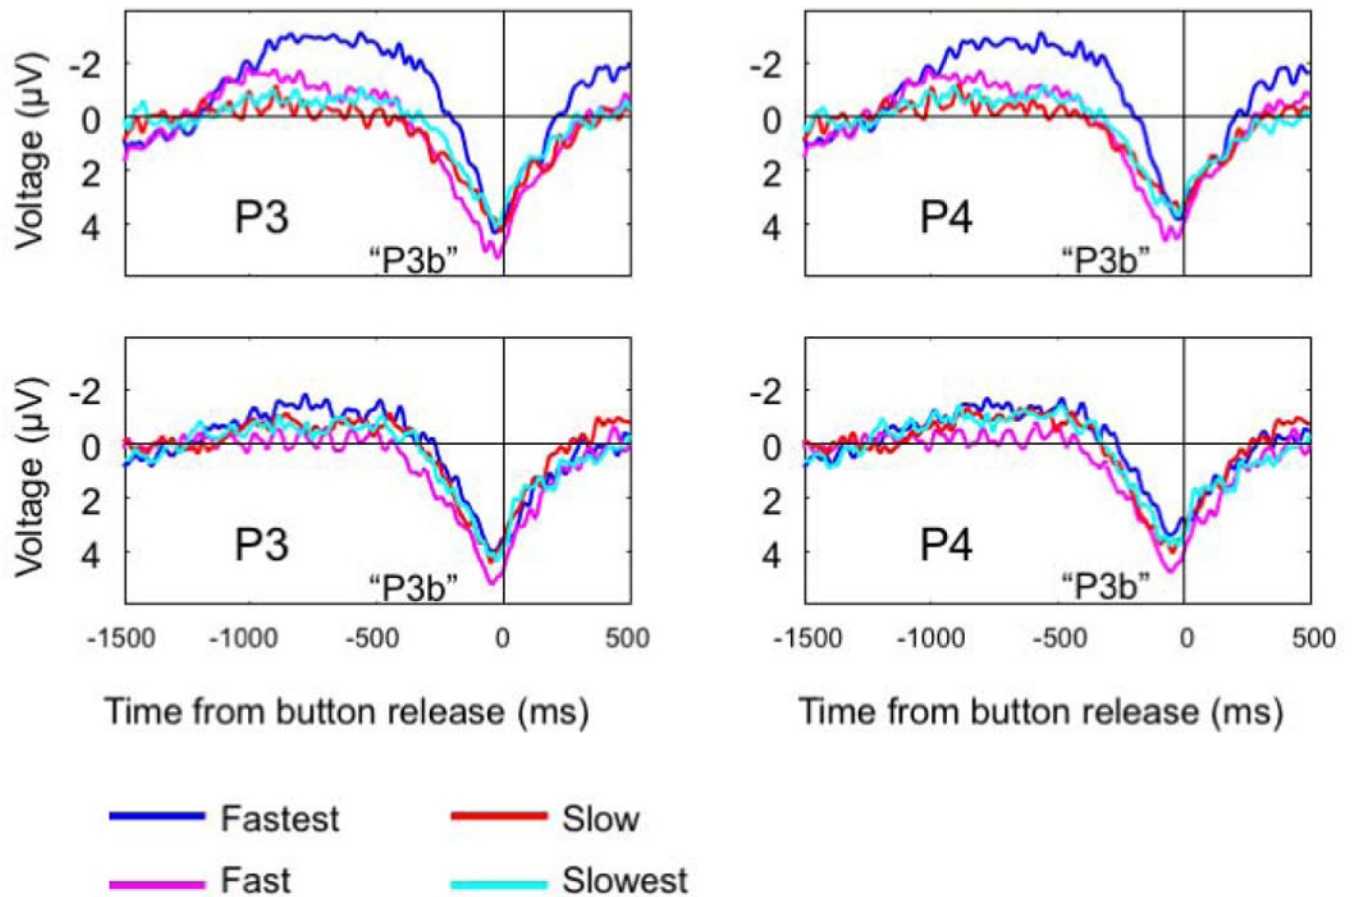 Voltage (µV)
-2
0
2
4
P3
“P3b”
-2
0
2
4
P4
“P3b”
Voltage (µV)
-2
0
2
4
P3
“P3b”
-1500 -1000 -500 0 500
Time from button release (ms)
-2
0
2
4
P4
“P3b”
-1500 -1000 -500 0 500
Time from button release (ms)
Fastest
Slow
Fast
Slowest